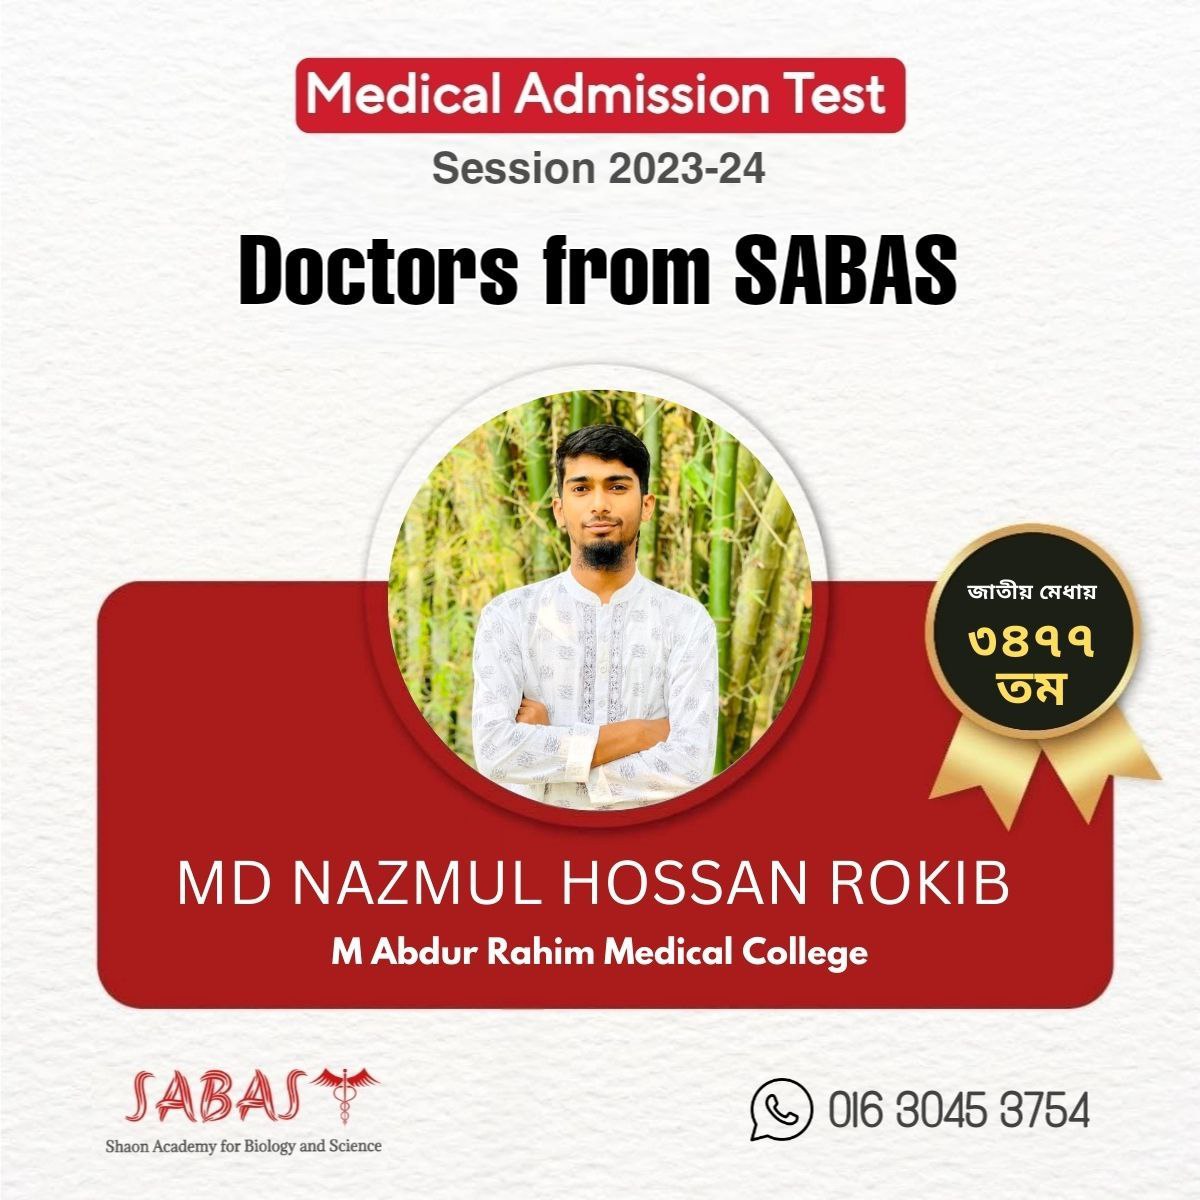 Medical Admission Test
Session 2023-24
Doctors from SABAS
জাতীয় মেধায়
৩৪৭৭
তম
MD NAZMUL HOSSAN ROKIB
M Abdur Rahim Medical College
SABAS
Shaon Academy for Biology and Science
016 3045 3754